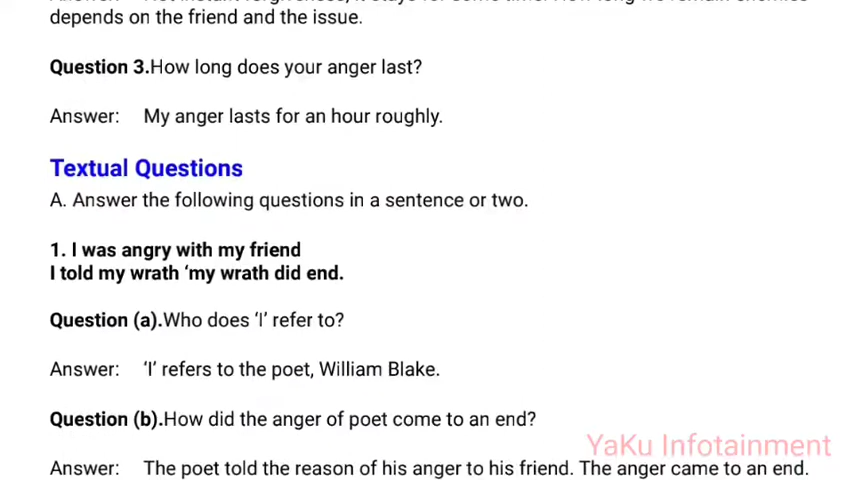 depends on the friend and the issue.
Question 3.How long does your anger last?
Answer: My anger lasts for an hour roughly.
Textual Questions
A. Answer the following questions in a sentence or two.
1. I was angry with my friend
I told my wrath ‘my wrath did end.
Question (a).Who does ‘I’ refer to?
Answer: ‘I’ refers to the poet, William Blake.
Question (b).How did the anger of poet come to an end?
YaKu Infotainment
Answer: The poet told the reason of his anger to his friend. The anger came to an end.